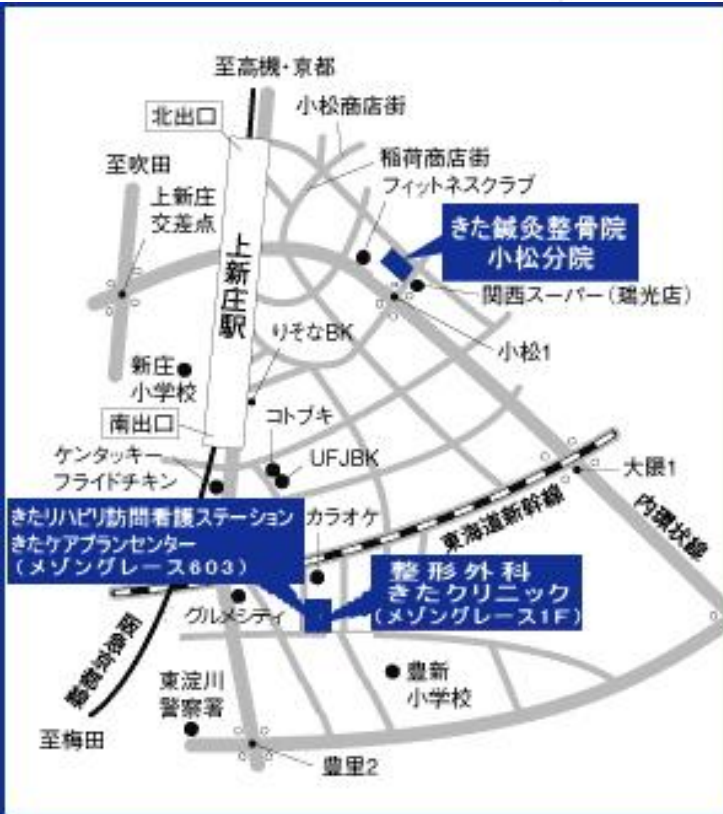 至高機・京都
小松商店街
北出口
稲荷商店街
フィットネスクラブ
至吹田
上新庄
交差点
きた鍼灸整骨院
小松分院
上新庄駅
関西スーパー(瑞光店)
りそなBK
小松1
新庄
小学校
コトブキ
南出口
UFJBK
ケンタッキー
フライドチキン
大隈1
内環状線
東海道新幹線
カラオケ
きたリハビリ訪問看護ステーション
きたケアプランセンター
(メゾングレース603)
整形外科
きたクリニック
(メゾングレース1F)
グルメシティ
阪急京都線
豊新
小学校
東淀川
警察署
至梅田
豊里2